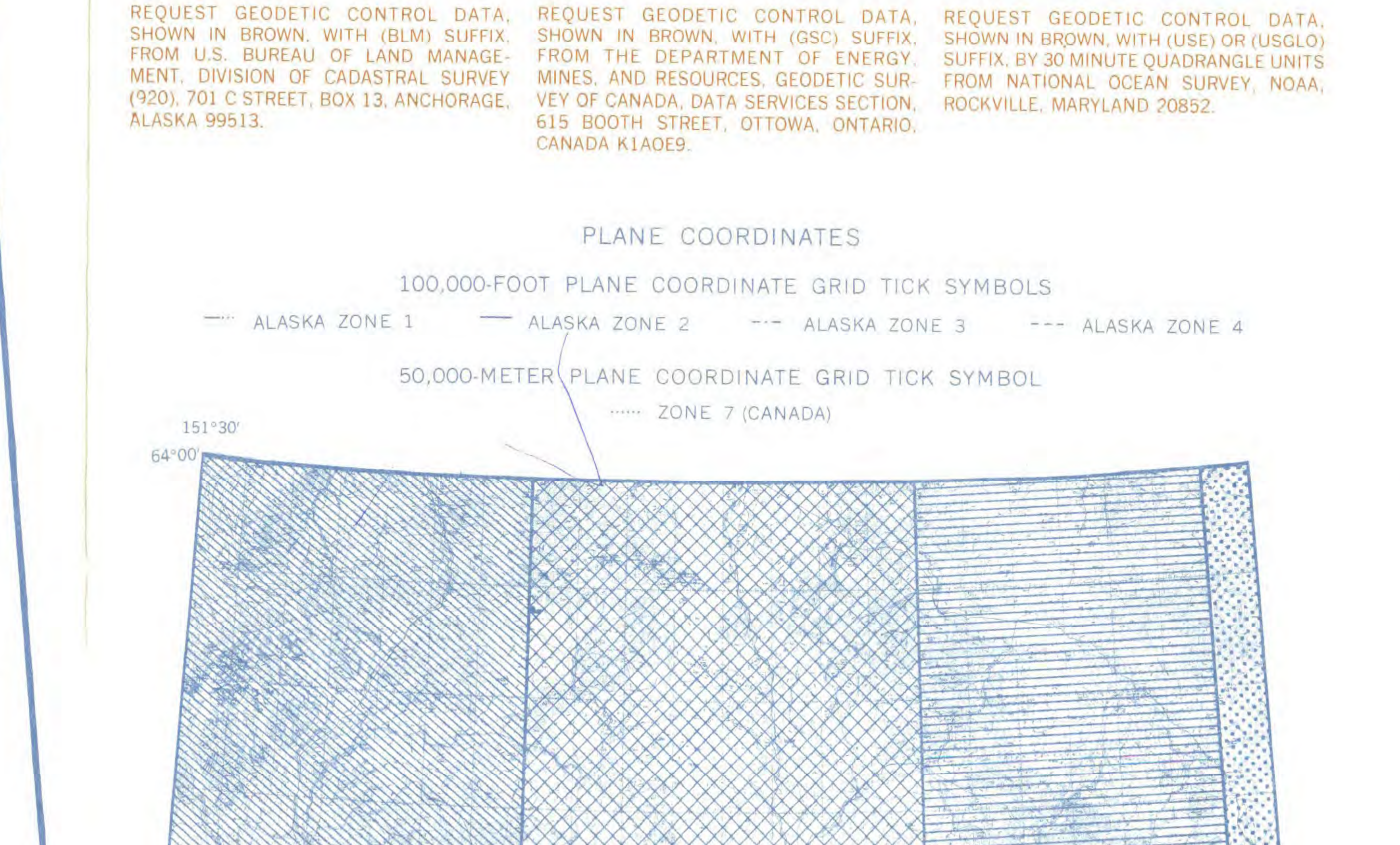 REQUEST GEODETIC CONTROL DATA,
SHOWN IN BROWN, WITH (BLM) SUFFIX,
FROM U.S. BUREAU OF LAND MANAGE-
MENT, DIVISION OF CADASTRAL SURVEY
(920), 701 C STREET, BOX 13, ANCHORAGE,
ALASKA 99513.
REQUEST GEODETIC CONTROL DATA,
SHOWN IN BROWN, WITH (GSC) SUFFIX,
FROM THE DEPARTMENT OF ENERGY,
MINES, AND RESOURCES, GEODETIC SUR-
VEY OF CANADA, DATA SERVICES SECTION,
615 BOOTH STREET, OTTOWA, ONTARIO,
CANADA K1A0E9.
REQUEST GEODETIC CONTROL DATA,
SHOWN IN BROWN, WITH (USE) OR (USGLO)
SUFFIX, BY 30 MINUTE QUADRANGLE UNITS
FROM NATIONAL OCEAN SURVEY, NOAA,
ROCKVILLE, MARYLAND 20852.
PLANE COORDINATES
100,000-FOOT PLANE COORDINATE GRID TICK SYMBOLS
ALASKA ZONE 1 ALASKA ZONE 2 ALASKA ZONE 3 ALASKA ZONE 4
50,000-METER PLANE COORDINATE GRID TICK SYMBOL
ZONE 7 (CANADA)
151°30'
64°00'